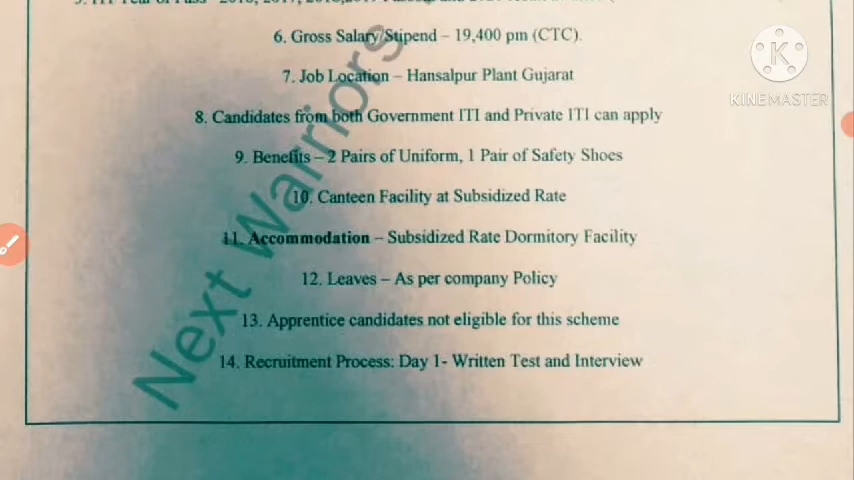 6. Gross Salary/Stipend – 19,400 pm (CTC).
7. Job Location – Hansalpur Plant Gujarat
8. Candidates from both Government ITI and Private ITI can apply
9. Benefits – 2 Pairs of Uniform, 1 Pair of Safety Shoes
10. Canteen Facility at Subsidized Rate
11. Accommodation – Subsidized Rate Dormitory Facility
12. Leaves – As per company Policy
13. Apprentice candidates not eligible for this scheme
14. Recruitment Process: Day 1- Written Test and Interview
Next Warriors
K
KINEMASTER